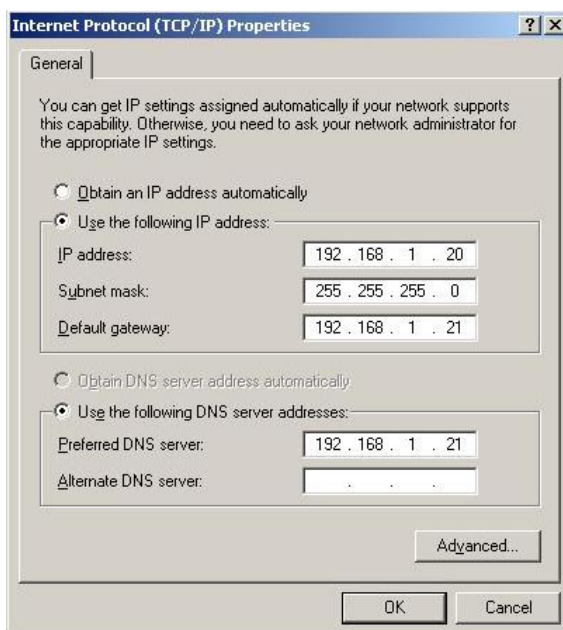 Internet Protocol (TCP/IP) Properties
General
You can get IP settings assigned automatically if your network supports
this capability. Otherwise, you need to ask your network administrator for
the appropriate IP settings.
Obtain an IP address automatically
Use the following IP address:
IP address: 192 . 168 . 1 . 20
Subnet mask: 255 . 255 . 255 . 0
Default gateway: 192 . 168 . 1 . 21
Obtain DNS server address automatically
Use the following DNS server addresses:
Preferred DNS server: 192 . 168 . 1 . 21
Alternate DNS server: . . .
Advanced...
OK Cancel